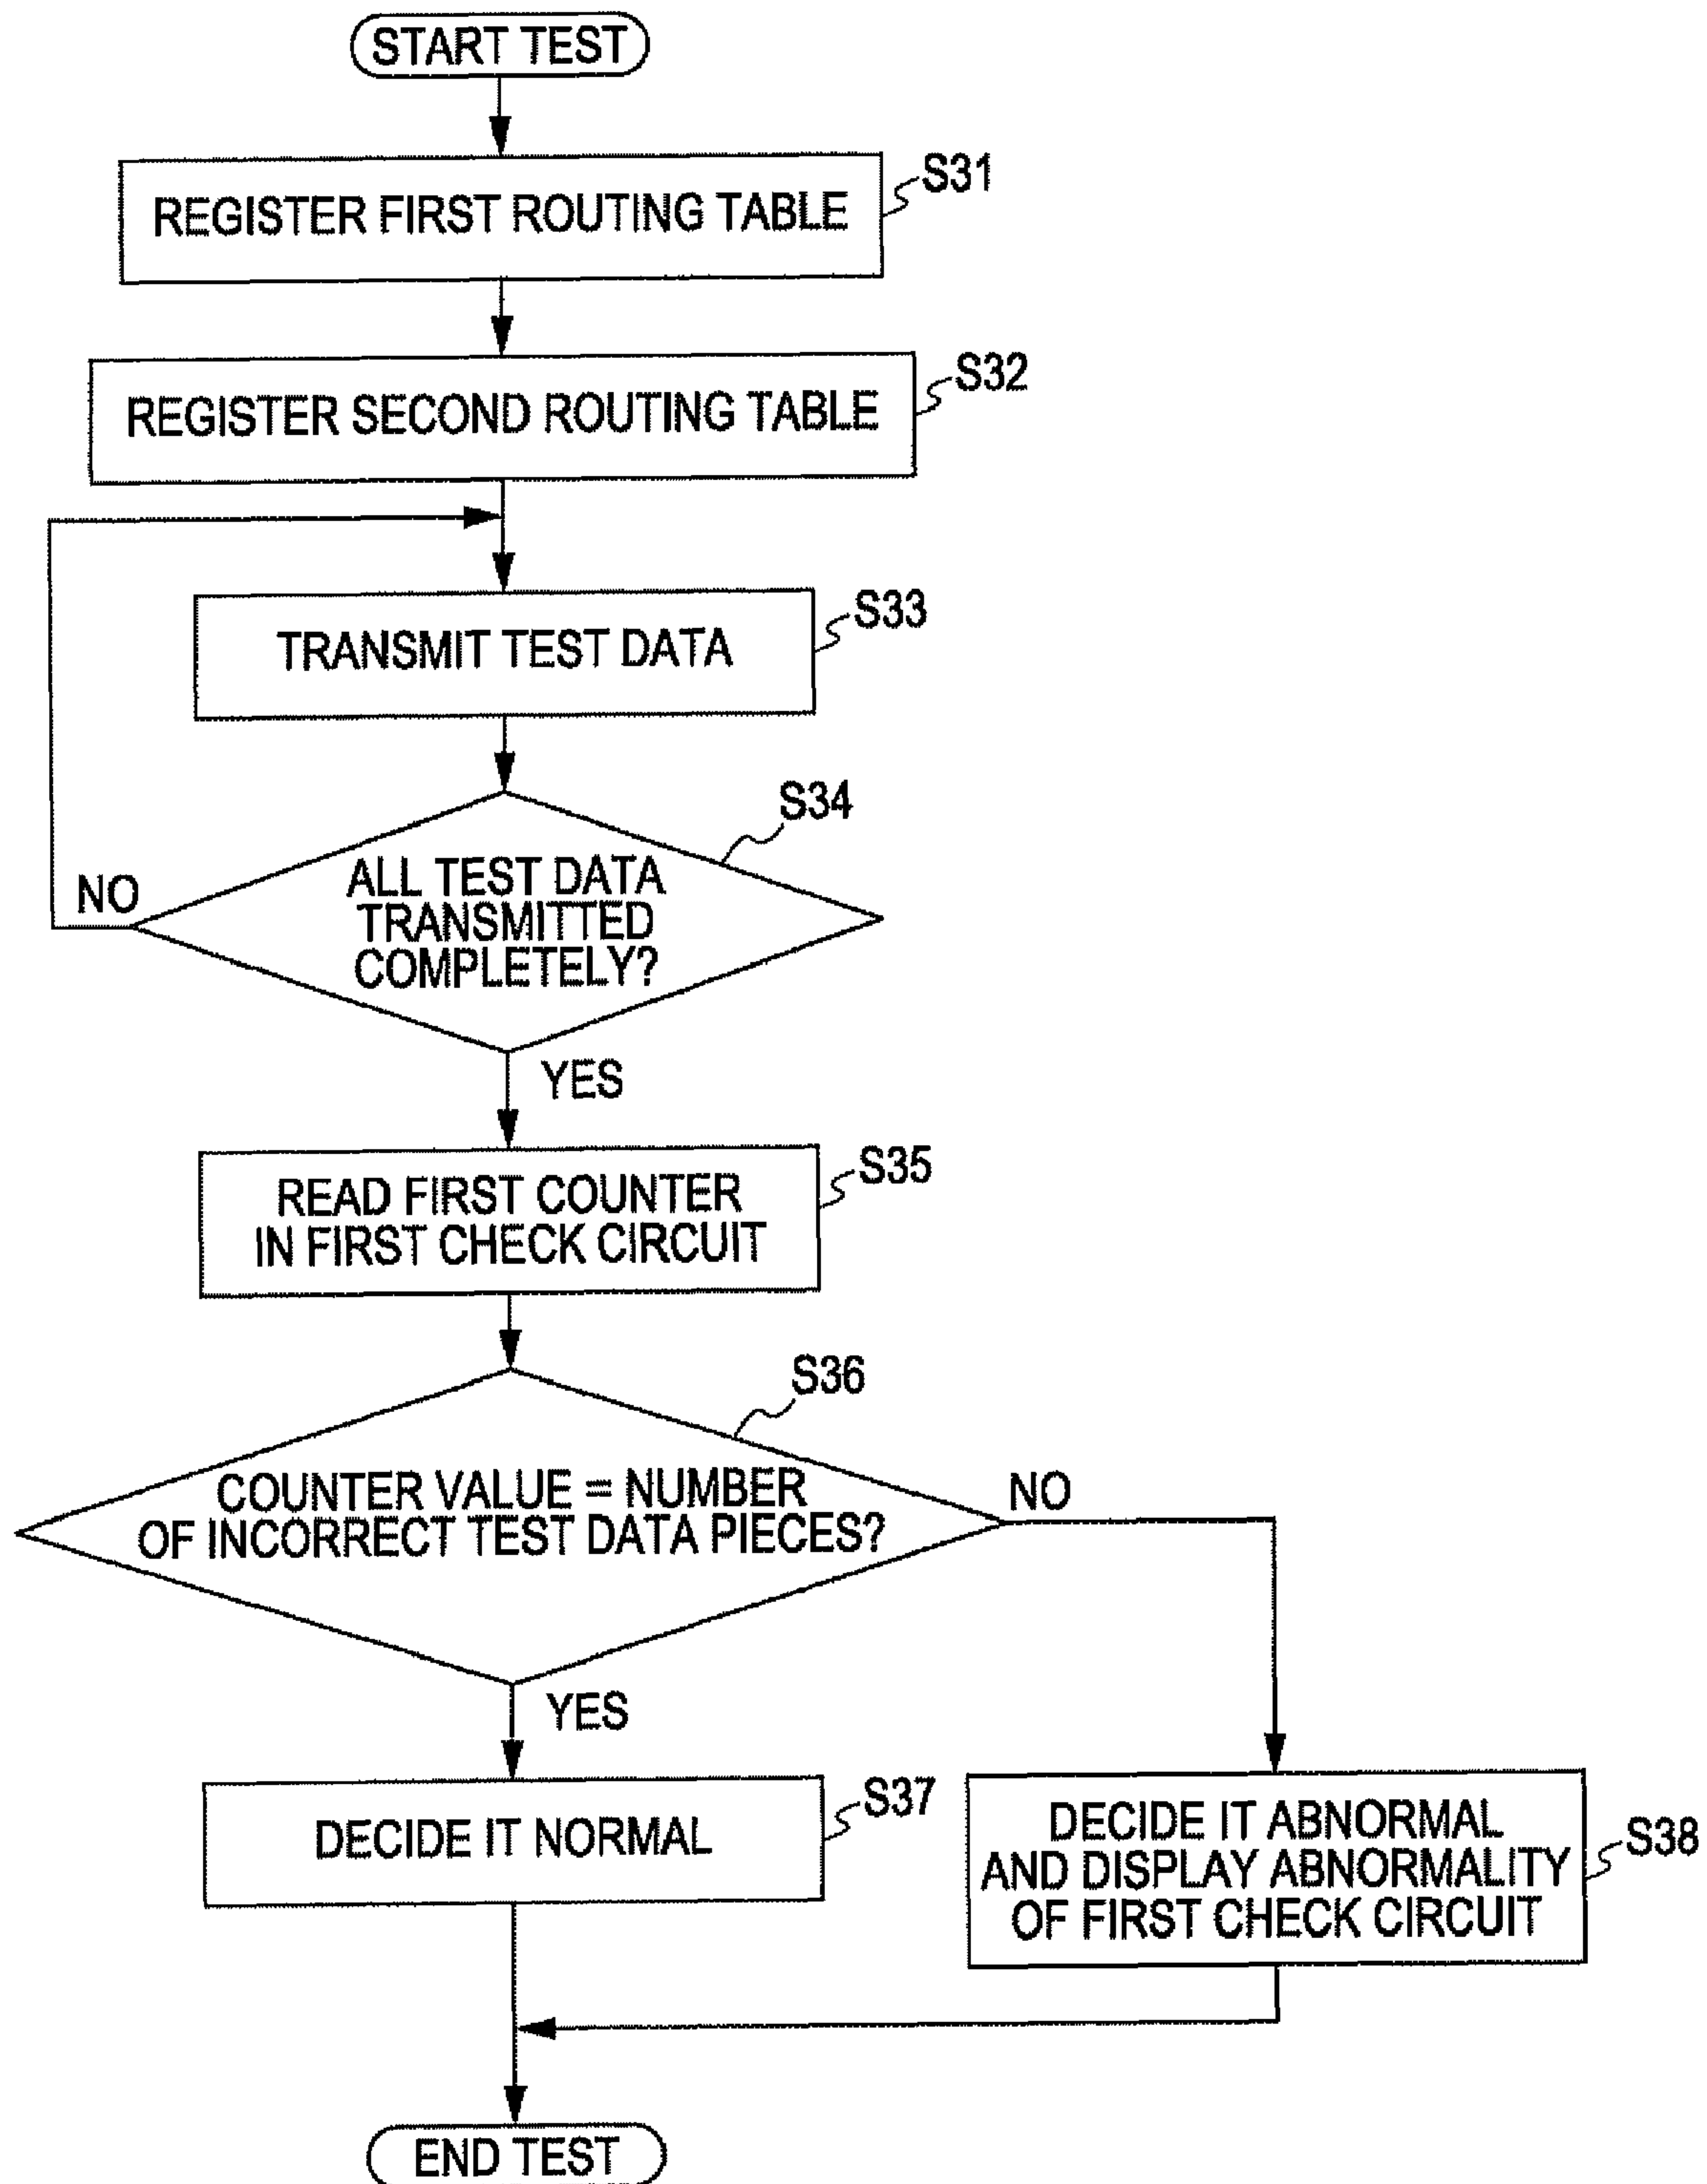 START TEST
S31
REGISTER FIRST ROUTING TABLE
S32
REGISTER SECOND ROUTING TABLE
S33
TRANSMIT TEST DATA
S34
ALL TEST DATA
TRANSMITTED
COMPLETELY?
NO
YES
S35
READ FIRST COUNTER
IN FIRST CHECK CIRCUIT
S36
COUNTER VALUE = NUMBER
OF INCORRECT TEST DATA PIECES?
NO
YES
S37
DECIDE IT NORMAL
S38
DECIDE IT ABNORMAL
AND DISPLAY ABNORMALITY
OF FIRST CHECK CIRCUIT
END TEST